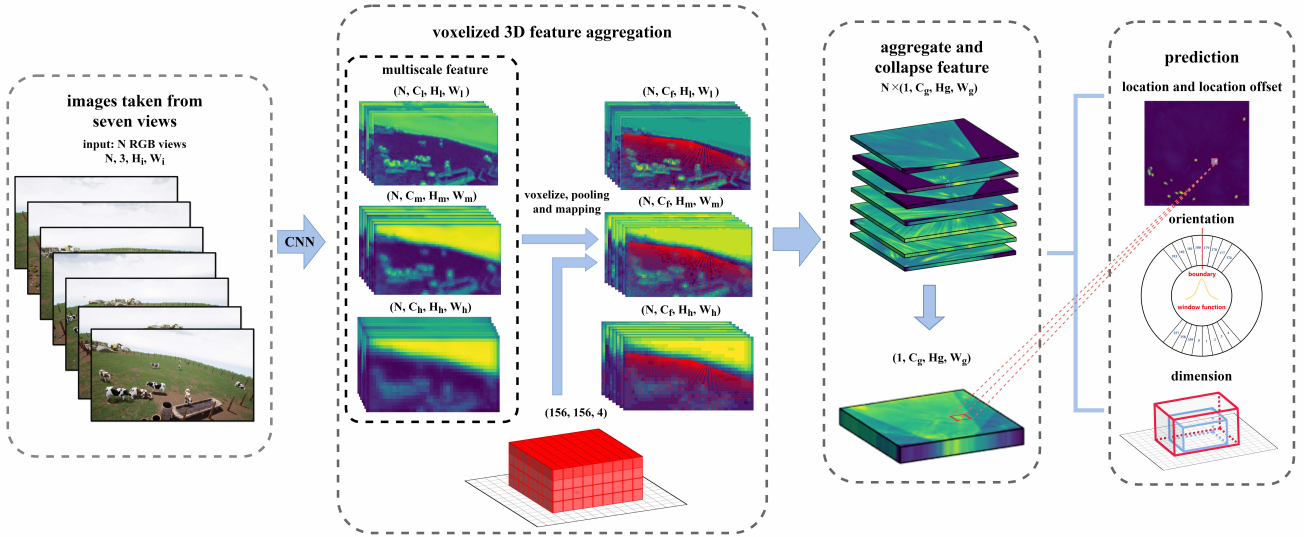 images taken from
seven views
input: N RGB views
N, 3, Hi, Wi
CNN
voxelized 3D feature aggregation
multiscale feature
(N, Cl, Hl, Wl)
(N, Cf, Hl, Wl)
(N, Cm, Hm, Wm)
voxelize, pooling
and mapping
(N, Cf, Hm, Wm)
(N, Ch, Hh, Wh)
(N, Cf, Hh, Wh)
(156, 156, 4)
aggregate and
collapse feature
N×(1, Cg, Hg, Wg)
(1, Cg, Hg, Wg)
prediction
location and location offset
orientation
boundary
window function
dimension